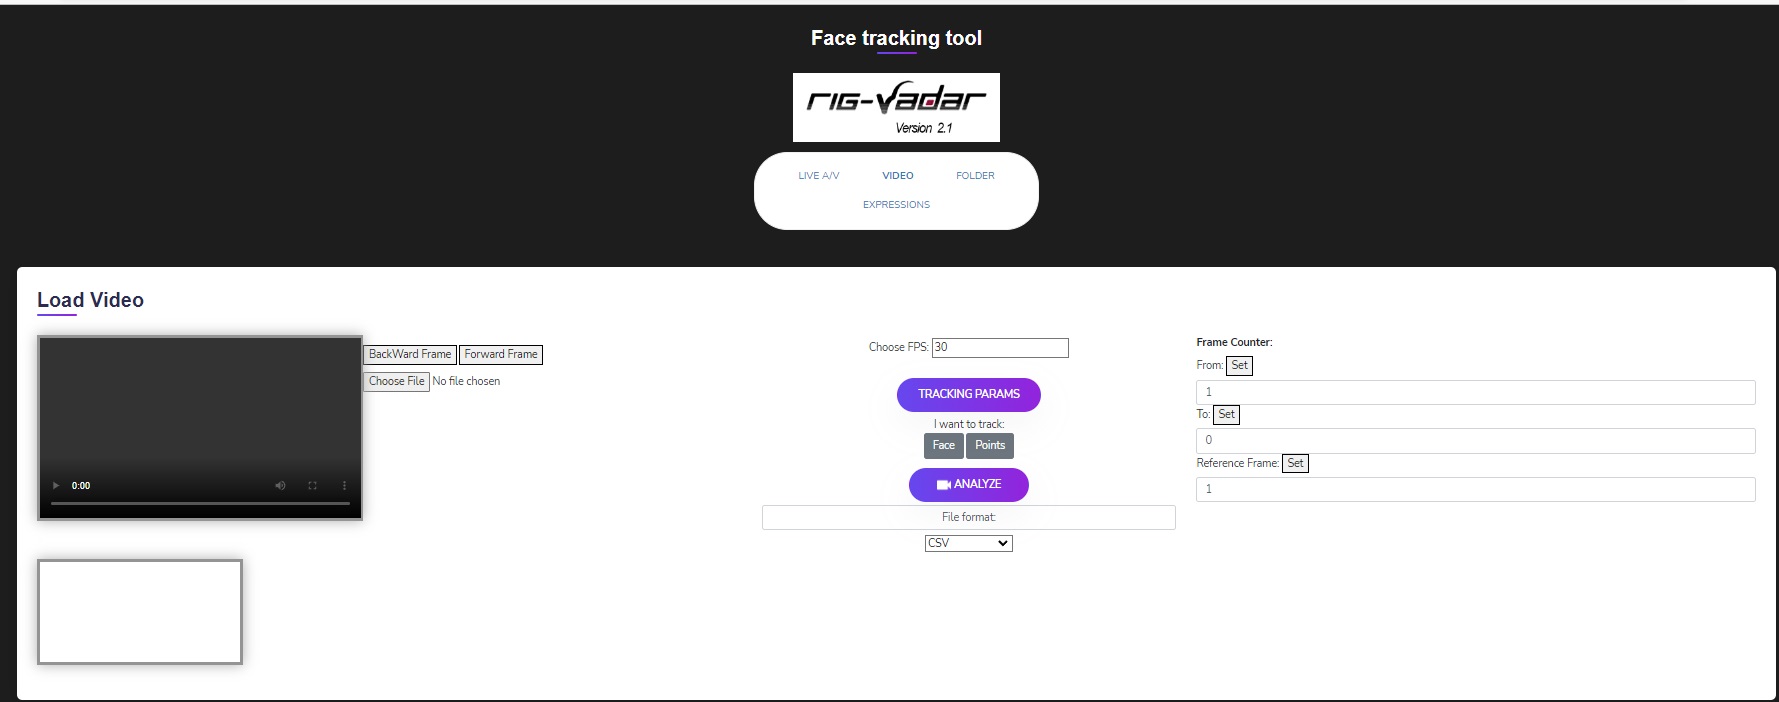 Face tracking tool
rig-vadar
Version 2.1
LIVE A/V VIDEO FOLDER
EXPRESSIONS
Load Video
BackWard Frame Forward Frame
Choose File No file chosen
0:00
Choose FPS: 30
TRACKING PARAMS
I want to track:
Face Points
ANALYZE
File format:
CSV
Frame Counter:
From: Set
1
To: Set
0
Reference Frame: Set
1